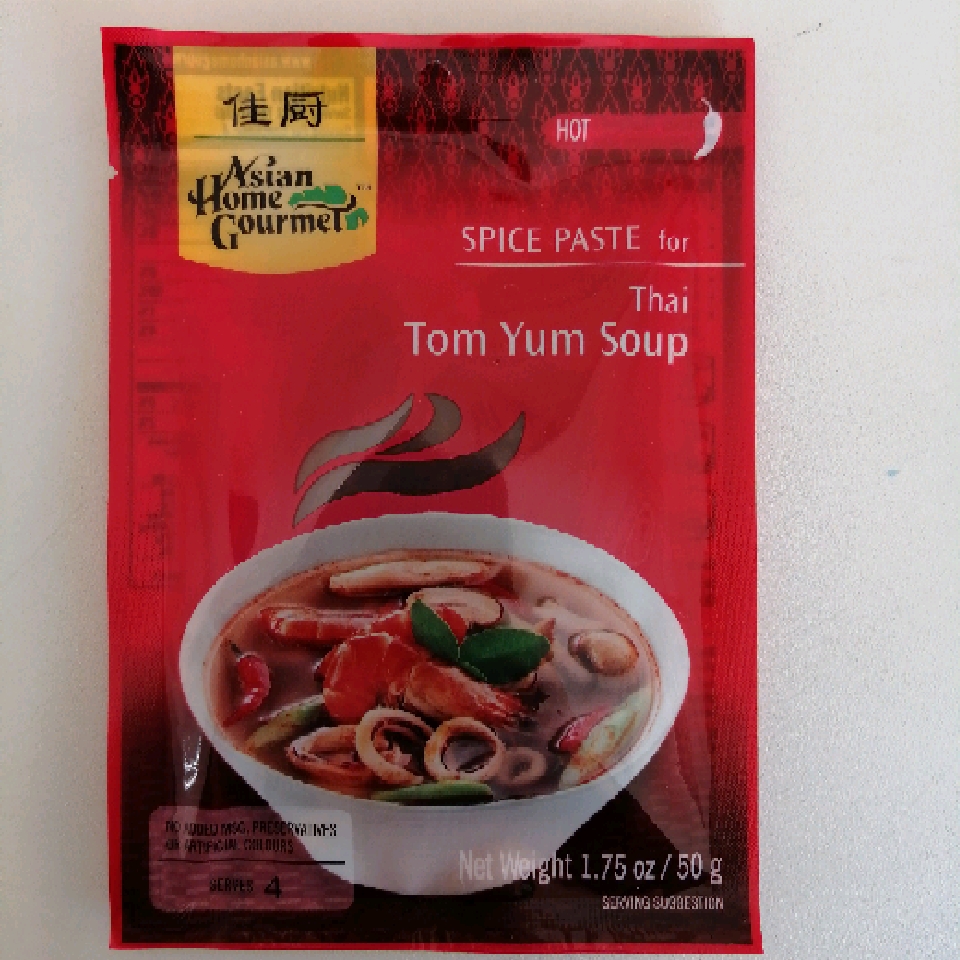 佳厨
Asian
Home
Gourmet™
HOT
SPICE PASTE for
Thai
Tom Yum Soup
NO ADDED MSG, PRESERVATIVES
OR ARTIFICIAL COLOURS
SERVES 4
Net Weight 1.75 oz / 50 g
SERVING SUGGESTION